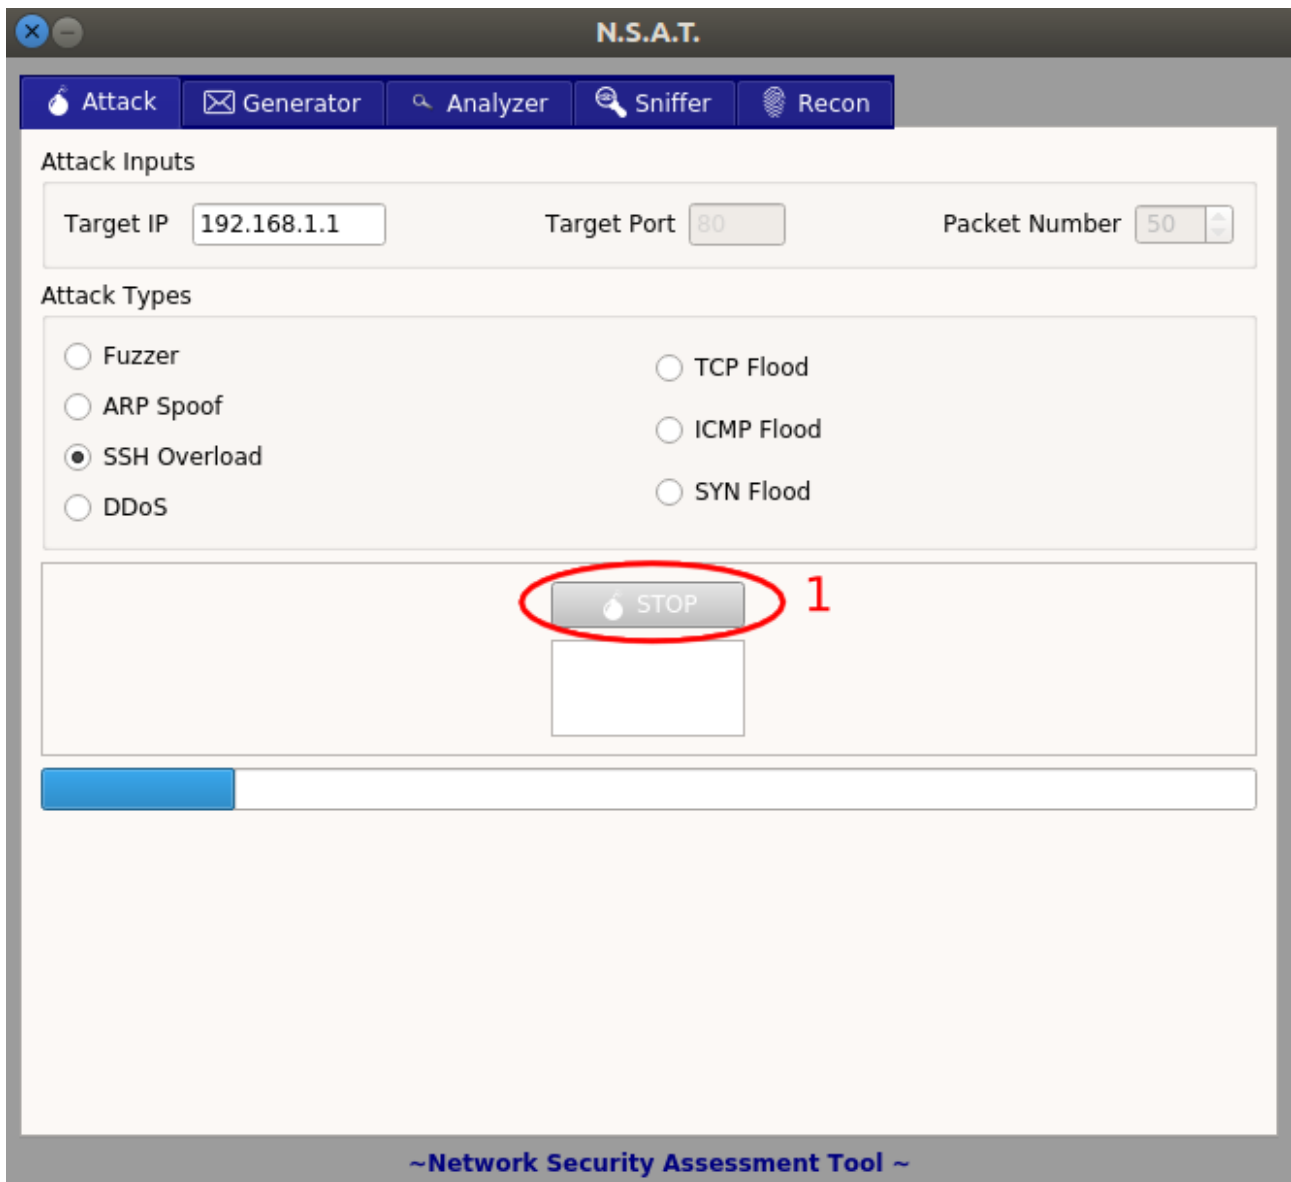 N.S.A.T.
Attack Generator Analyzer Sniffer Recon
Attack Inputs
Target IP 192.168.1.1 Target Port 80 Packet Number 50
Attack Types
Fuzzer
ARP Spoof
SSH Overload
DDoS
TCP Flood
ICMP Flood
SYN Flood
STOP 1
~Network Security Assessment Tool ~